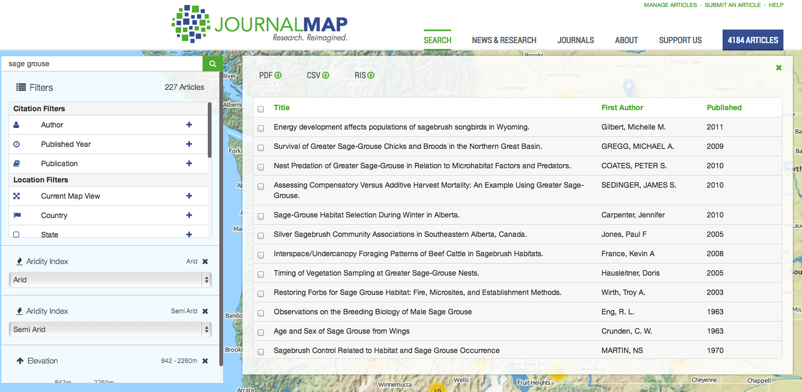 MANAGE ARTICLES - SUBMIT AN ARTICLE - HELP
JOURNALMAP
Research. Reimagined.
SEARCH NEWS & RESEARCH JOURNALS ABOUT SUPPORT US 4184 ARTICLES
sage grouse
Filters 227 Articles
Citation Filters
Author +
Published Year +
Publication +
Location Filters
Current Map View +
Country +
State +
Aridity Index Arid ✖
Arid
Aridity Index Semi Arid ✖
Semi Arid
Elevation 842 - 2260m ✖
842m 2260m
PDF CSV RIS ✖
Title First Author Published
Energy development affects populations of sagebrush songbirds in Wyoming. Gilbert, Michelle M. 2011
Survival of Greater Sage-Grouse Chicks and Broods in the Northern Great Basin. GREGG, MICHAEL A. 2009
Nest Predation of Greater Sage-Grouse in Relation to Microhabitat Factors and Predators. COATES, PETER S. 2010
Assessing Compensatory Versus Additive Harvest Mortality: An Example Using Greater Sage- SEDINGER, JAMES S. 2010
Grouse.
Sage-Grouse Habitat Selection During Winter in Alberta. Carpenter, Jennifer 2010
Silver Sagebrush Community Associations in Southeastern Alberta, Canada. Jones, Paul F 2005
Interspace/Undercanopy Foraging Patterns of Beef Cattle in Sagebrush Habitats. France, Kevin A 2008
Timing of Vegetation Sampling at Greater Sage-Grouse Nests. Hausleitner, Doris 2005
Restoring Forbs for Sage Grouse Habitat: Fire, Microsites, and Establishment Methods. Wirth, Troy A. 2003
Observations on the Breeding Biology of Male Sage Grouse Eng, R. L. 1963
Age and Sex of Sage Grouse from Wings Crunden, C. W. 1963
Sagebrush Control Related to Habitat and Sage Grouse Occurrence MARTIN, NS 1970
Arcata Winnemucca Wells Fruit Heights Cheyenne Chappell